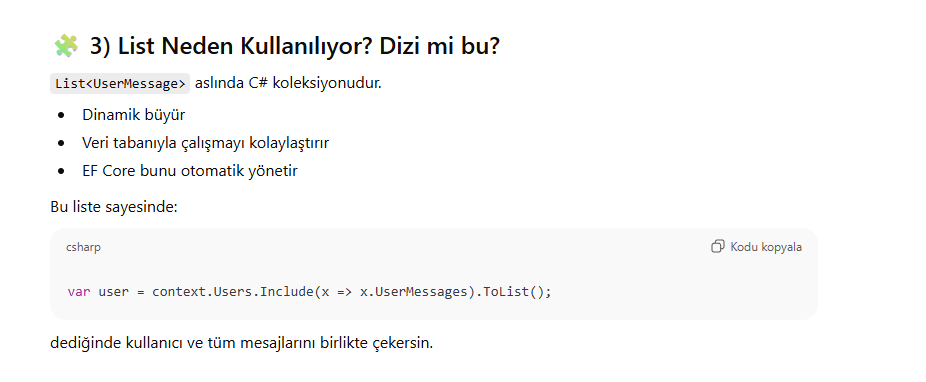 🧩 3) List Neden Kullanılıyor? Dizi mi bu?
List<UserMessage> aslında C# koleksiyonudur.
• Dinamik büyür
• Veri tabanıyla çalışmayı kolaylaştırır
• EF Core bunu otomatik yönetir
Bu liste sayesinde:
csharp Kodu kopyala
var user = context.Users.Include(x => x.UserMessages).ToList();
dediğinde kullanıcı ve tüm mesajlarını birlikte çekersin.